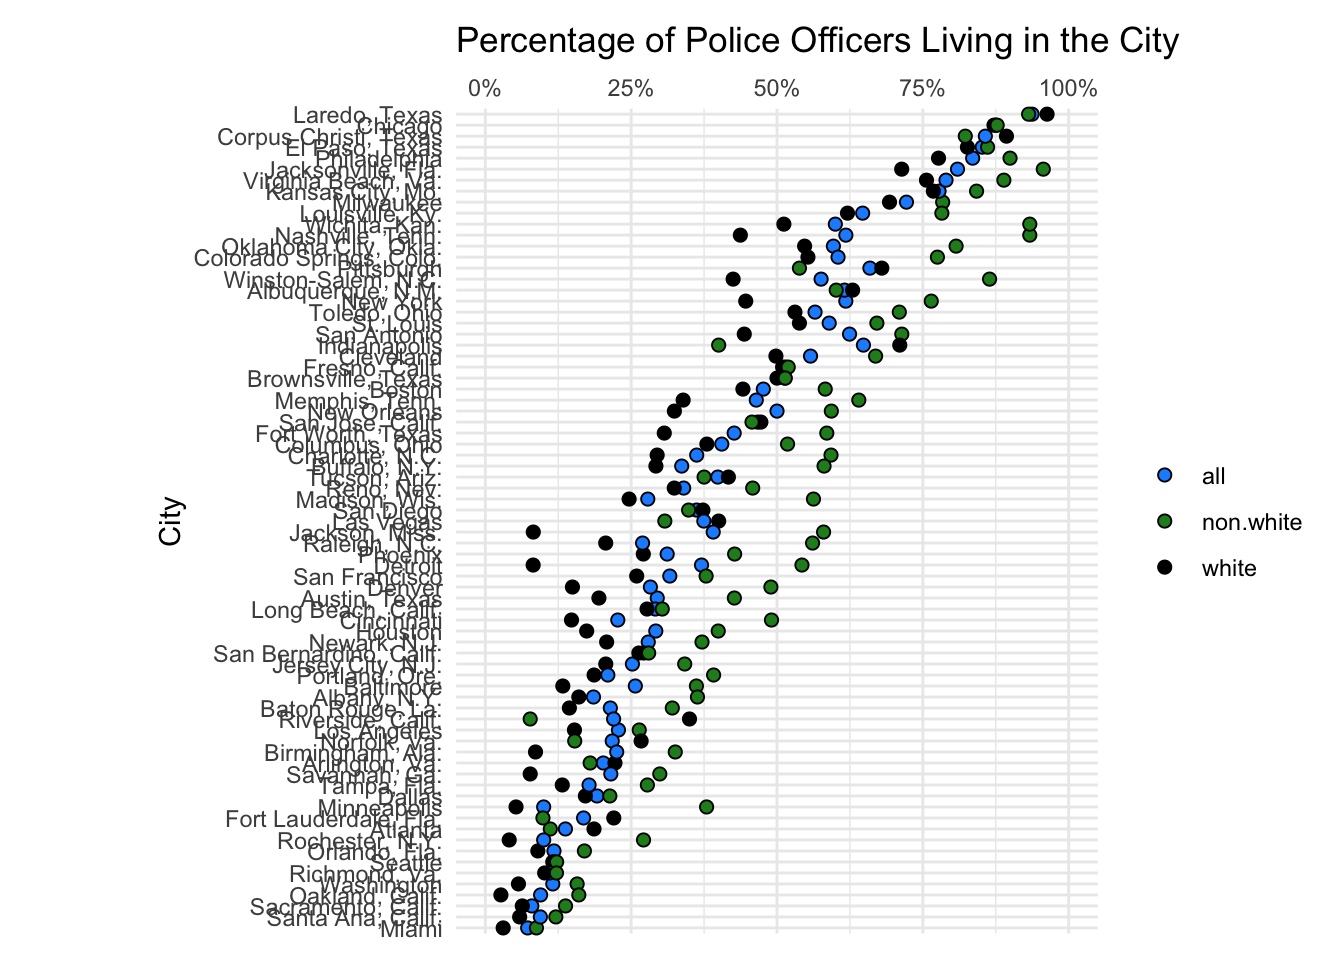 Percentage of Police Officers Living in the City
0% 25% 50% 75% 100%
Laredo, Texas
Chicago
Corpus Christi, Texas
El Paso, Texas
Philadelphia
Jacksonville, Fla.
Virginia Beach, Va.
Kansas City, Mo.
Milwaukee
Louisville, Ky.
Wichita, Kan.
Nashville, Tenn.
Oklahoma City, Okla.
Colorado Springs, Colo.
Pittsburgh
Winston-Salem, N.C.
Albuquerque, N.M.
New York
Toledo, Ohio
St. Louis
San Antonio
Indianapolis
Cleveland
Fresno, Calif.
Brownsville, Texas
Boston
Memphis, Tenn.
New Orleans
San Jose, Calif.
Fort Worth, Texas
Columbus, Ohio
Charlotte, N.C.
Buffalo, N.Y.
Tucson, Ariz.
Reno, Nev.
Madison, Wis.
San Diego
Las Vegas
Jackson, Miss.
Raleigh, N.C.
Phoenix
Detroit
San Francisco
Denver
Austin, Texas
Long Beach, Calif.
Cincinnati
Houston
Newark, N.J.
San Bernardino, Calif.
Jersey City, N.J.
Portland, Ore.
Baltimore
Albany, N.Y.
Baton Rouge, La.
Riverside, Calif.
Los Angeles
Norfolk, Va.
Birmingham, Ala.
Arlington, Va.
Savannah, Ga.
Tampa, Fla.
Dallas
Minneapolis
Fort Lauderdale, Fla.
Atlanta
Rochester, N.Y.
Orlando, Fla.
Seattle
Richmond, Va.
Washington
Oakland, Calif.
Sacramento, Calif.
Santa Ana, Calif.
Miami
City
all
non.white
white